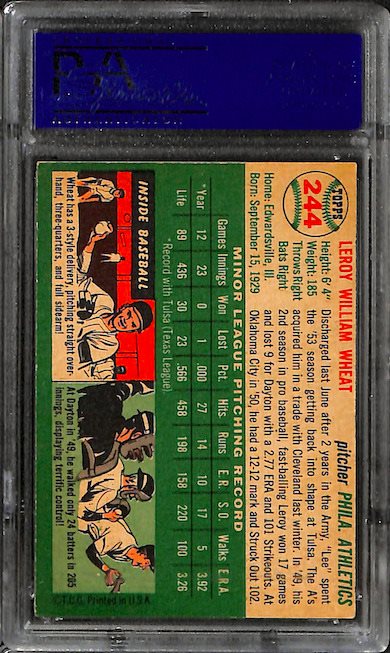 PSA
TOPPS
244
LEROY WILLIAM WHEAT
pitcher PHILA. ATHLETICS
Height: 6' 4"
Weight: 185
Throws Right
Bats Right
Home: Edwardsville, Ill.
Born: September 15, 1929
Discharged last June after 2 years in the Army, "Lee" spent
the '53 season getting back into shape at Tulsa. The A's
acquired him in a trade with Cleveland last winter. In '49, his
2nd season in pro baseball, fast-balling Leroy won 17 games
and lost 9 for Dayton with a 2.77 ERA and 101 Strikeouts. At
Oklahoma City in '50, he had a 12-12 mark and Struck Out 102.
MINOR LEAGUE PITCHING RECORD
Games Innings Won Lost Pct. Hits Runs E.R. S.O. Walks E.R.A.
*Year 12 23 0 1 .000 27 14 10 17 5 3.92
Life 89 436 30 23 .566 458 198 158 220 100 3.26
*Record with Tulsa (Texas League).
INSIDE BASEBALL
Wheat has a 3-style delivery, pitching straight over-
hand, three-quarters, and full sidearm!
At Dayton in '49, he walked only 24 batters in 205
innings, displaying terrific control!
© T.C.G. Printed in U.S.A.